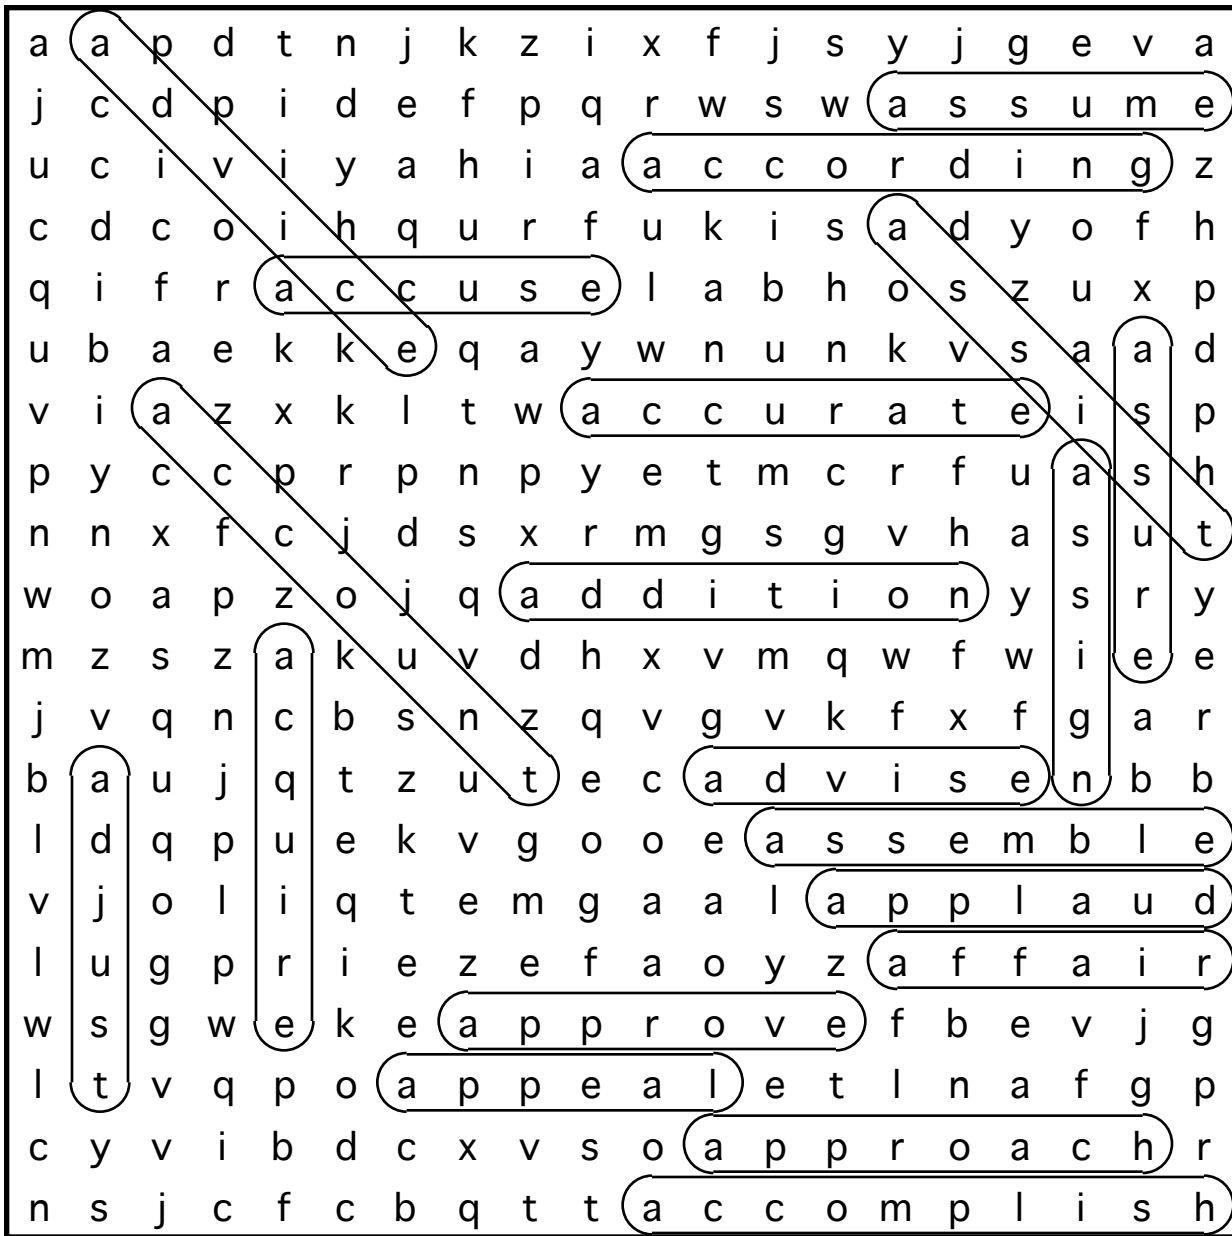 a a p d t n j k z i x f j s y j g e v a
j c d p i d e f p q r w s w a s s u m e
u c i v i y a h i a a c c o r d i n g z
c d c o i h q u r f u k i s a d y o f h
q i f r a c c u s e l a b h o s z u x p
u b a e k k e q a y w n u n k v s a a d
v i a z x k l t w a c c u r a t e i s p
p y c c p r p n p y e t m c r f u a s h
n n x f c j d s x r m g s g v h a s u t
w o a p z o j q a d d i t i o n y s r y
m z s z a k u v d h x v m q w f w i e e
j v q n c b s n z q v g v k f x f g a r
b a u j q t z u t e c a d v i s e n b b
l d q p u e k v g o o e a s s e m b l e
v j o l i q t e m g a a l a p p l a u d
l u g p r i e z e f a o y z a f f a i r
w s g w e k e a p p r o v e f b e v j g
l t v q p o a p p e a l e t l n a f g p
c y v i b d c x v s o a p p r o a c h r
n s j c f c b q t t a c c o m p l i s h